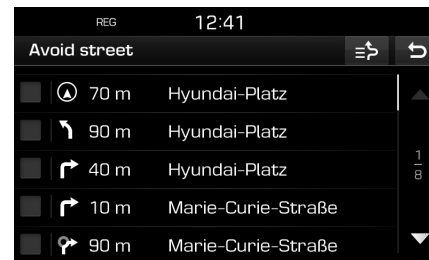 REG 12:41
Avoid street
70 m Hyundai-Platz
90 m Hyundai-Platz
40 m Hyundai-Platz
10 m Marie-Curie-Straße
90 m Marie-Curie-Straße
1
8